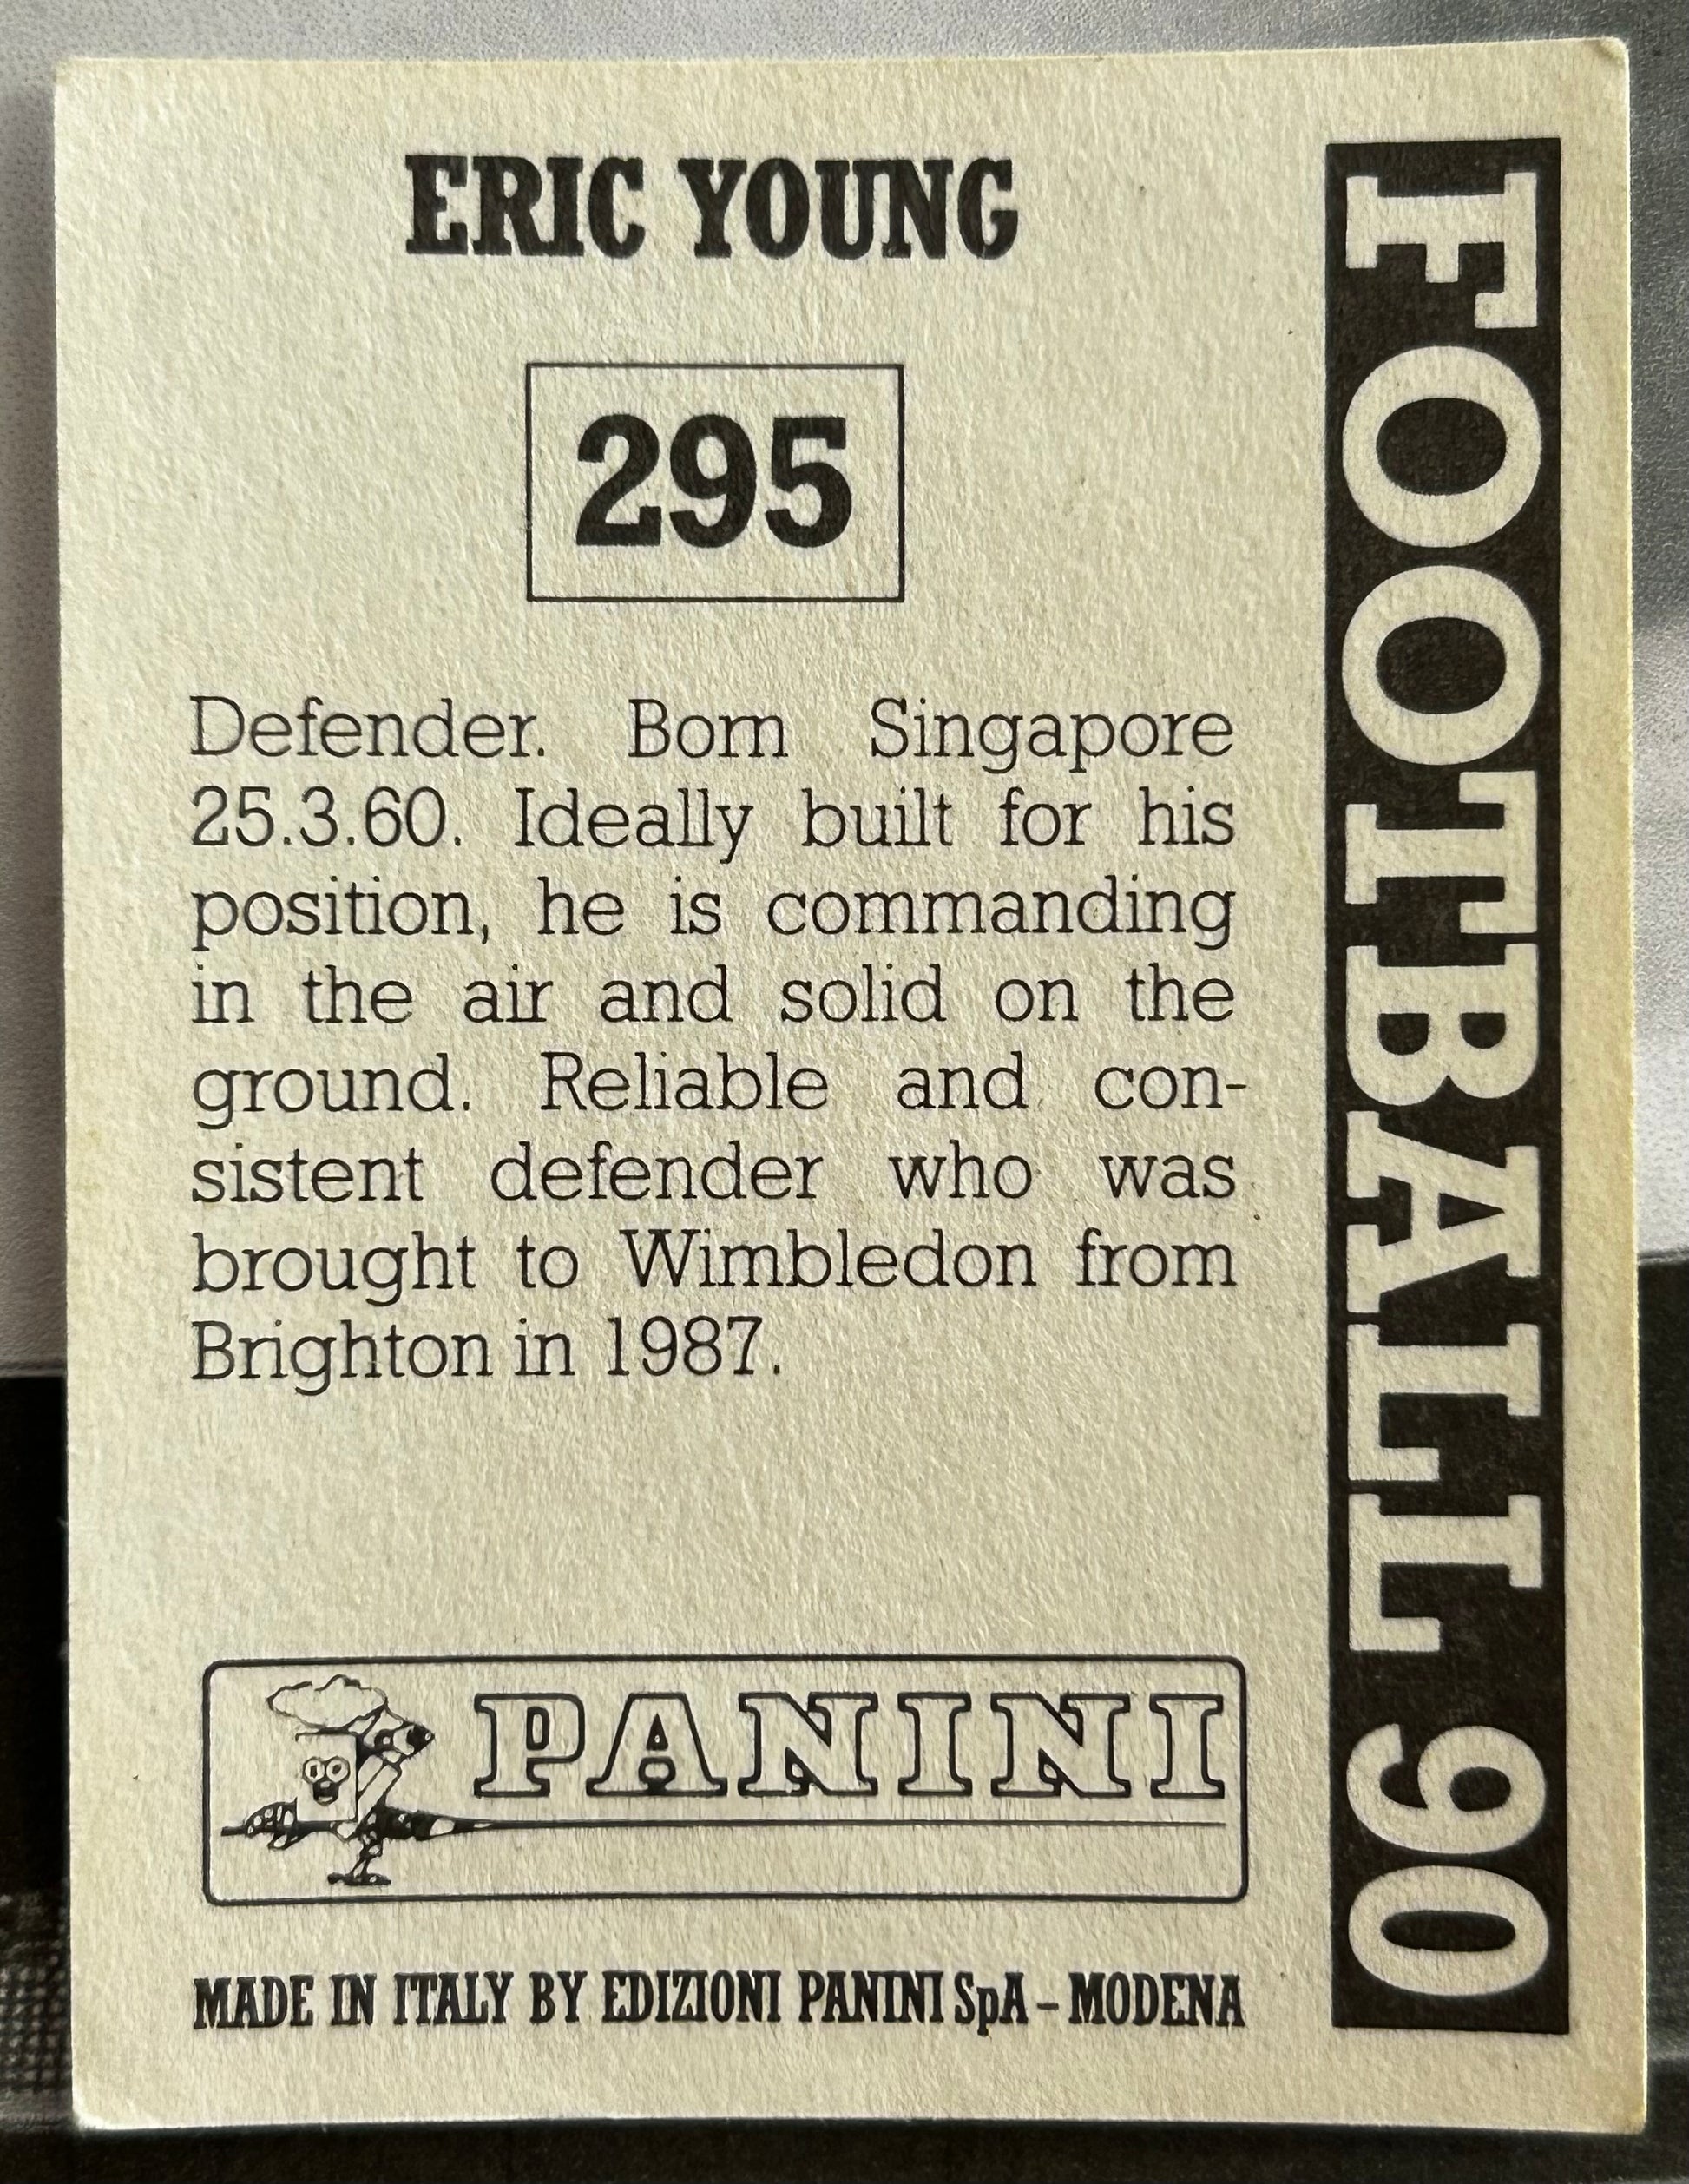 ERIC YOUNG
295
Defender. Born Singapore
25.3.60. Ideally built for his
position, he is commanding
in the air and solid on the
ground. Reliable and con-
sistent defender who was
brought to Wimbledon from
Brighton in 1987.
PANINI
MADE IN ITALY BY EDIZIONI PANINI SpA – MODENA
FOOTBALL 90